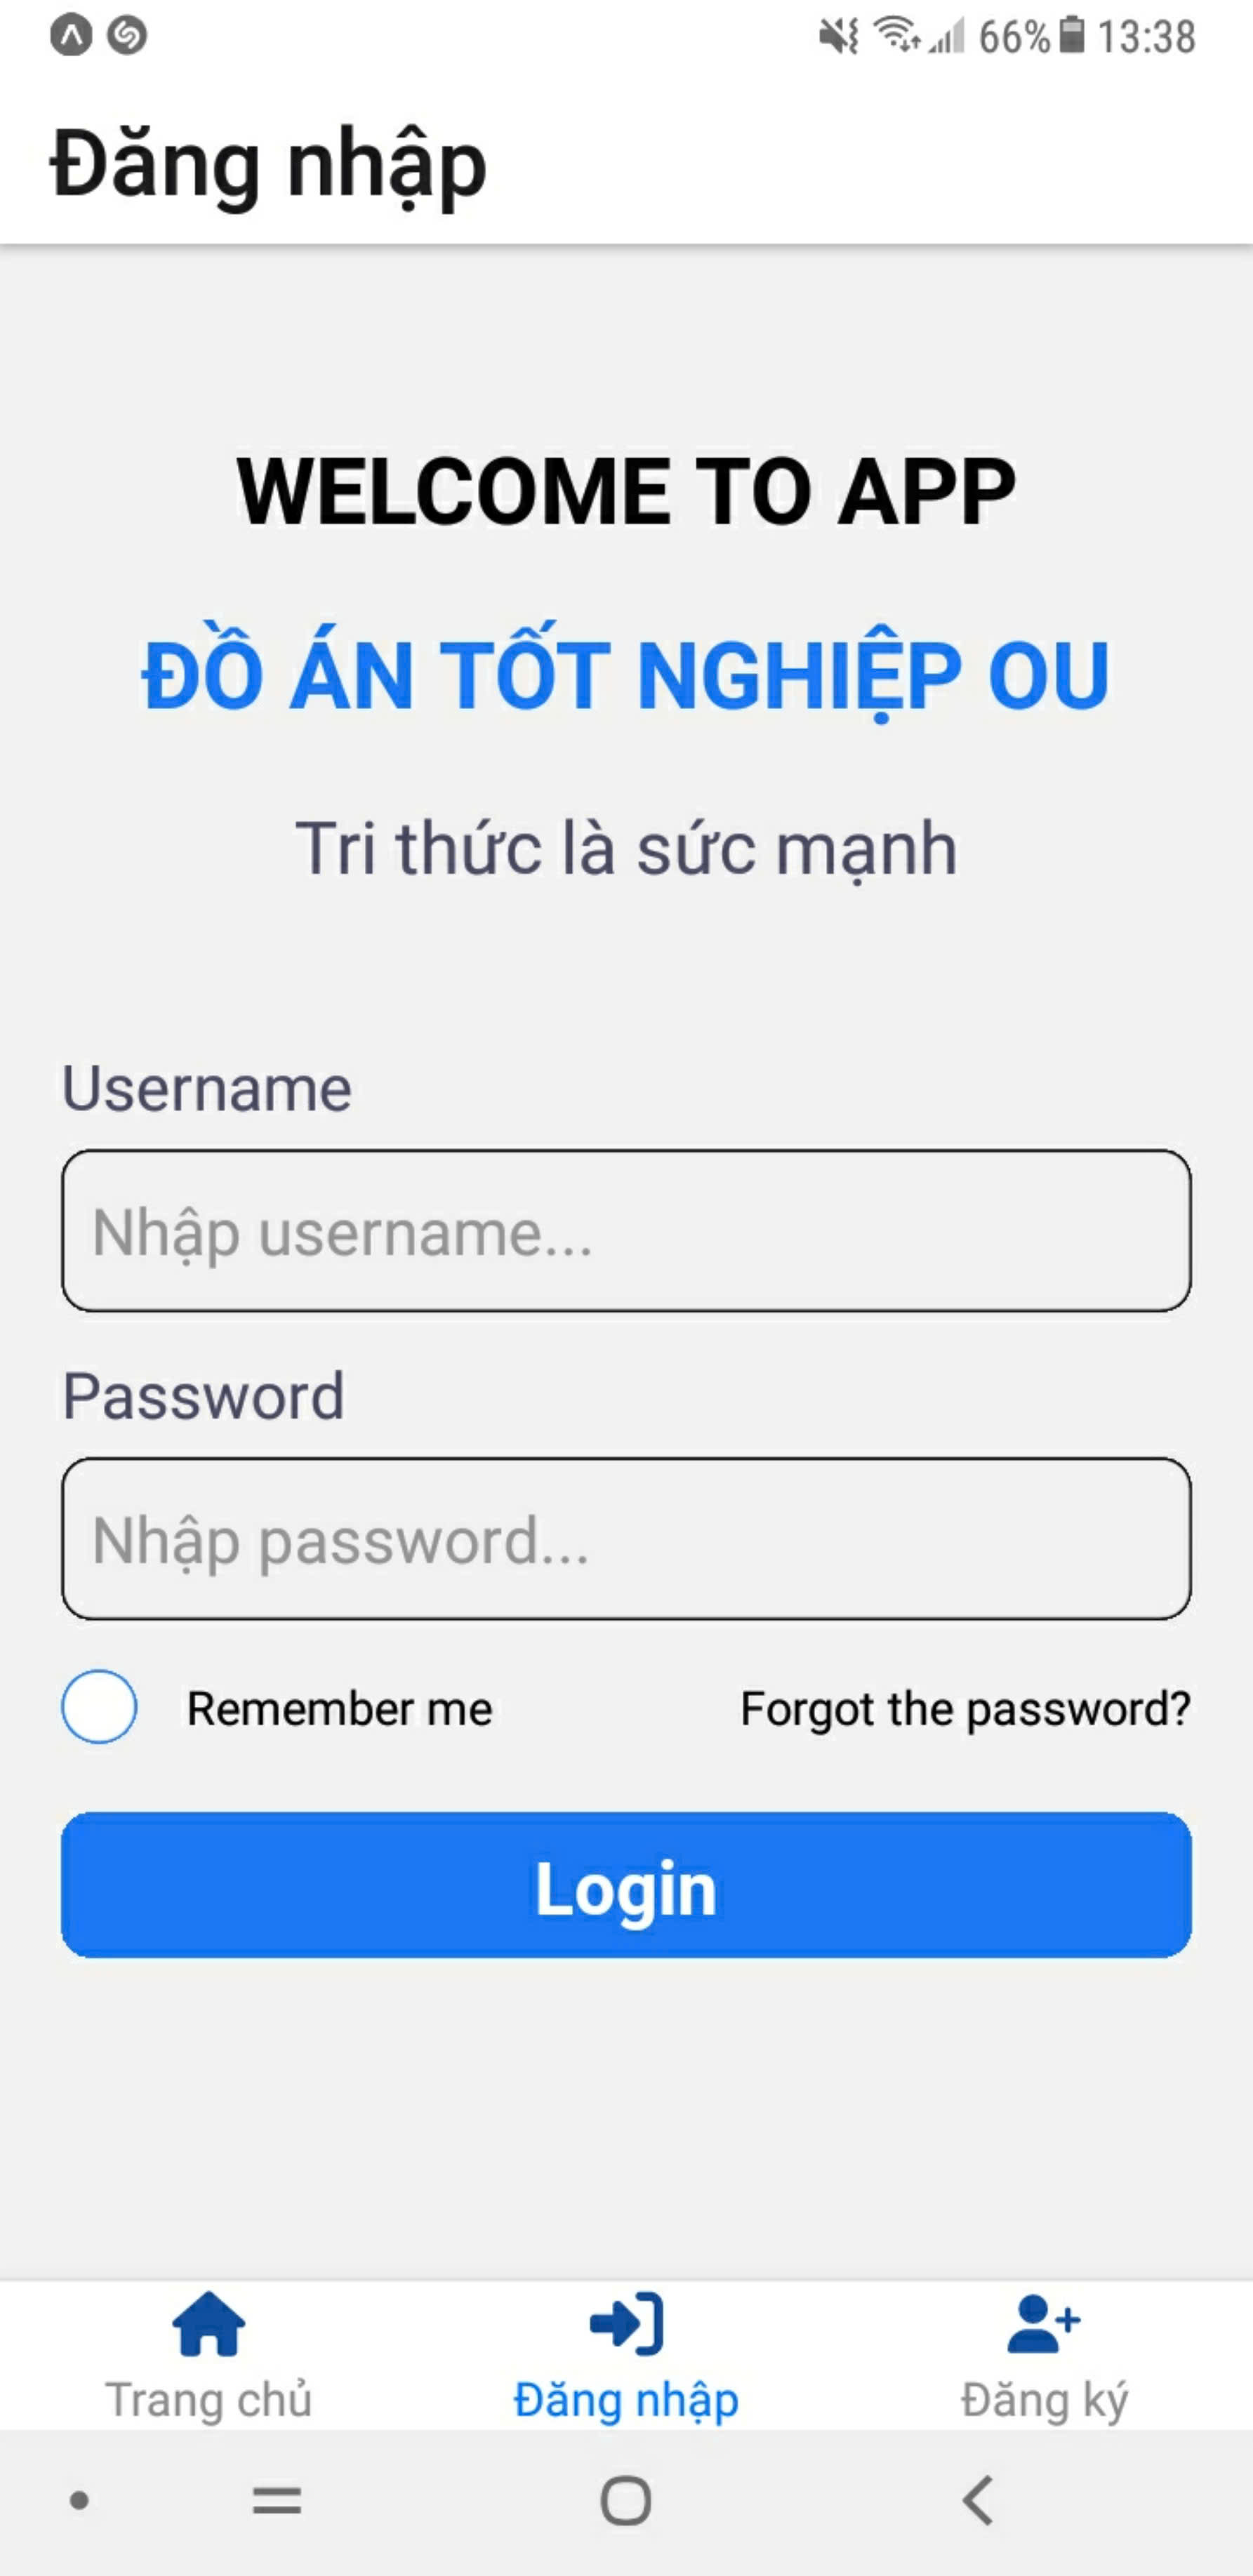 66% 13:38
Đăng nhập
WELCOME TO APP
ĐỒ ÁN TỐT NGHIỆP OU
Tri thức là sức mạnh
Username
Nhập username...
Password
Nhập password...
Remember me Forgot the password?
Login
Trang chủ Đăng nhập Đăng ký